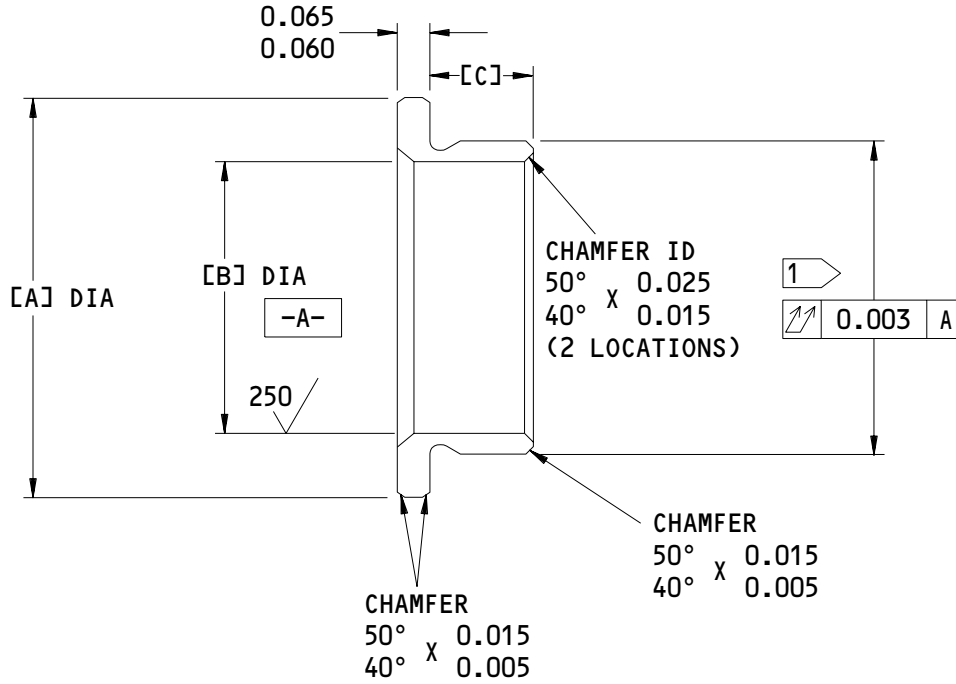 0.065
0.060
[C]
[A] DIA
[B] DIA
-A-
250
CHAMFER ID
50° X 0.025
40° 0.015
(2 LOCATIONS)
1
0.003 A
CHAMFER
50° X 0.015
40° 0.005
CHAMFER
50° X 0.015
40° 0.005